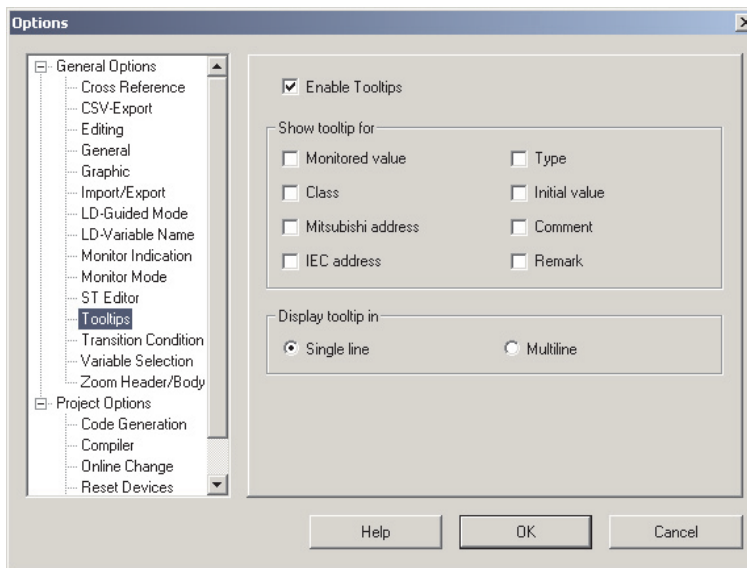 Options
General Options
Cross Reference
CSV-Export
Editing
General
Graphic
Import/Export
LD-Guided Mode
LD-Variable Name
Monitor Indication
Monitor Mode
ST Editor
Tooltips
Transition Condition
Variable Selection
Zoom Header/Body
Project Options
Code Generation
Compiler
Online Change
Reset Devices
Enable Tooltips
Show tooltip for
Monitored value
Type
Class
Initial value
Mitsubishi address
Comment
IEC address
Remark
Display tooltip in
Single line
Multiline
Help
OK
Cancel